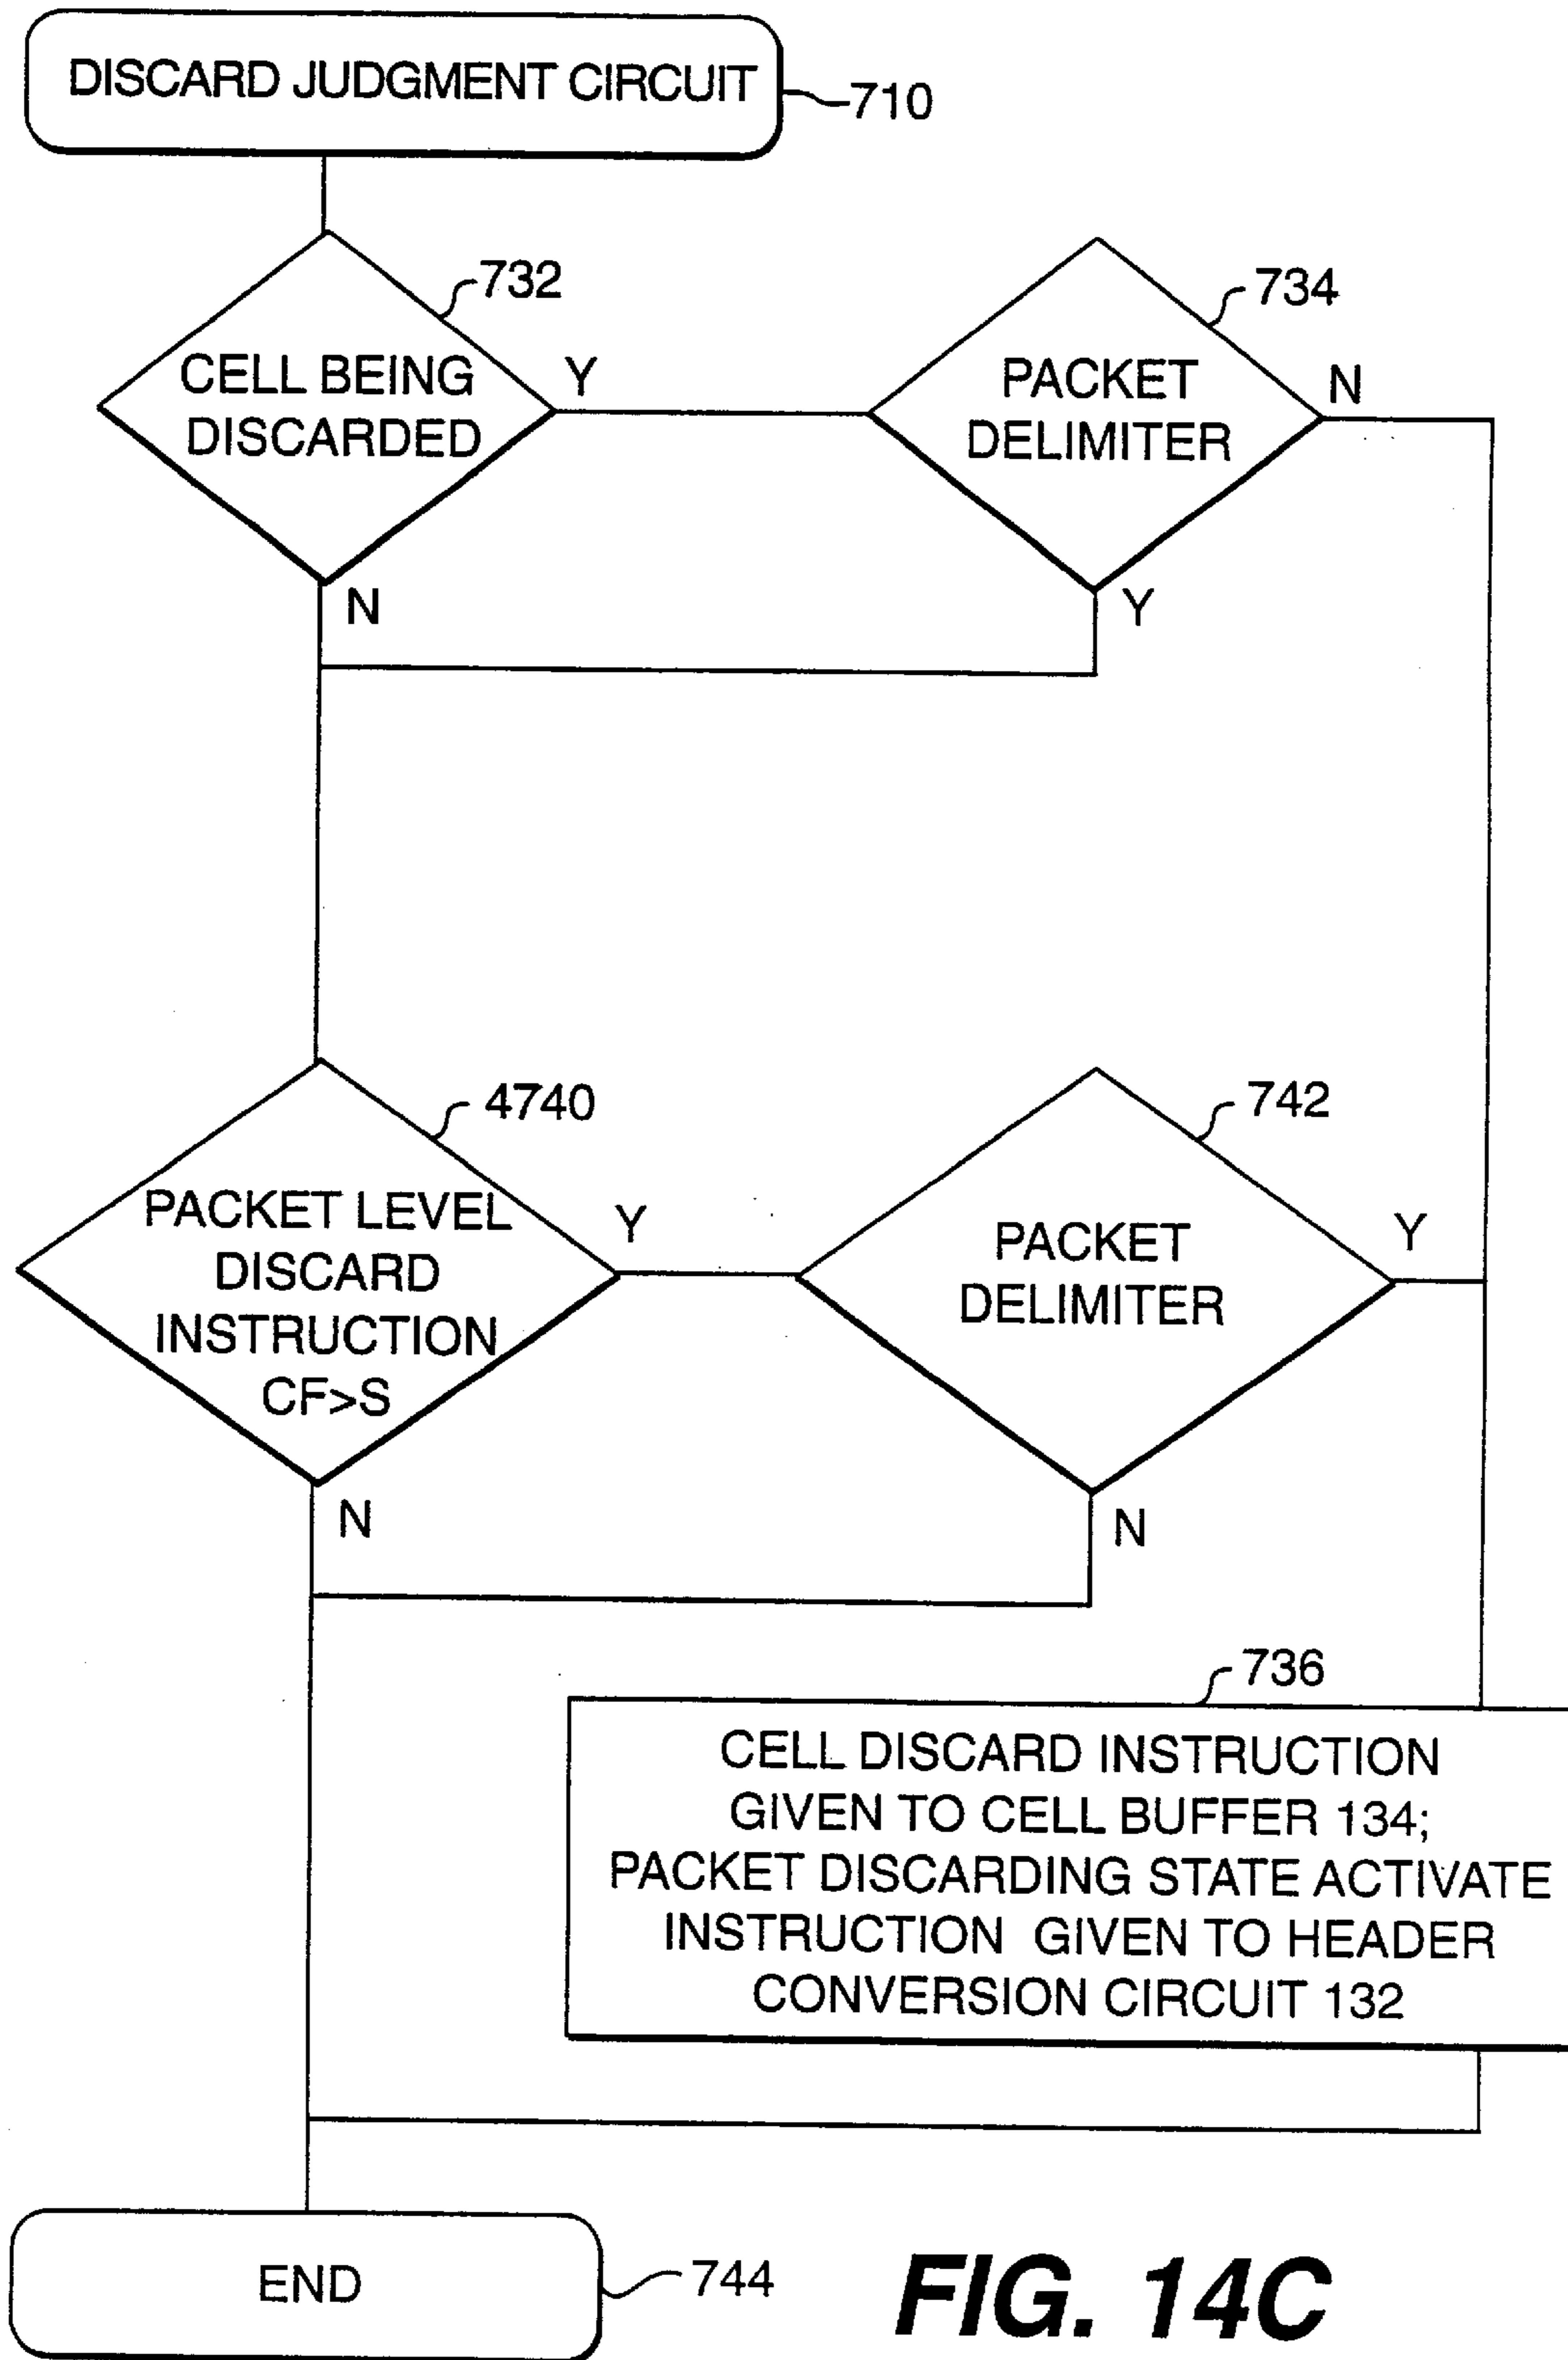 DISCARD JUDGMENT CIRCUIT
710
732
CELL BEING
DISCARDED
Y
N
734
PACKET
DELIMITER
N
Y
4740
PACKET LEVEL
DISCARD
INSTRUCTION
CF>S
Y
N
742
PACKET
DELIMITER
Y
N
736
CELL DISCARD INSTRUCTION
GIVEN TO CELL BUFFER 134;
PACKET DISCARDING STATE ACTIVATE
INSTRUCTION GIVEN TO HEADER
CONVERSION CIRCUIT 132
END
744
FIG. 14C